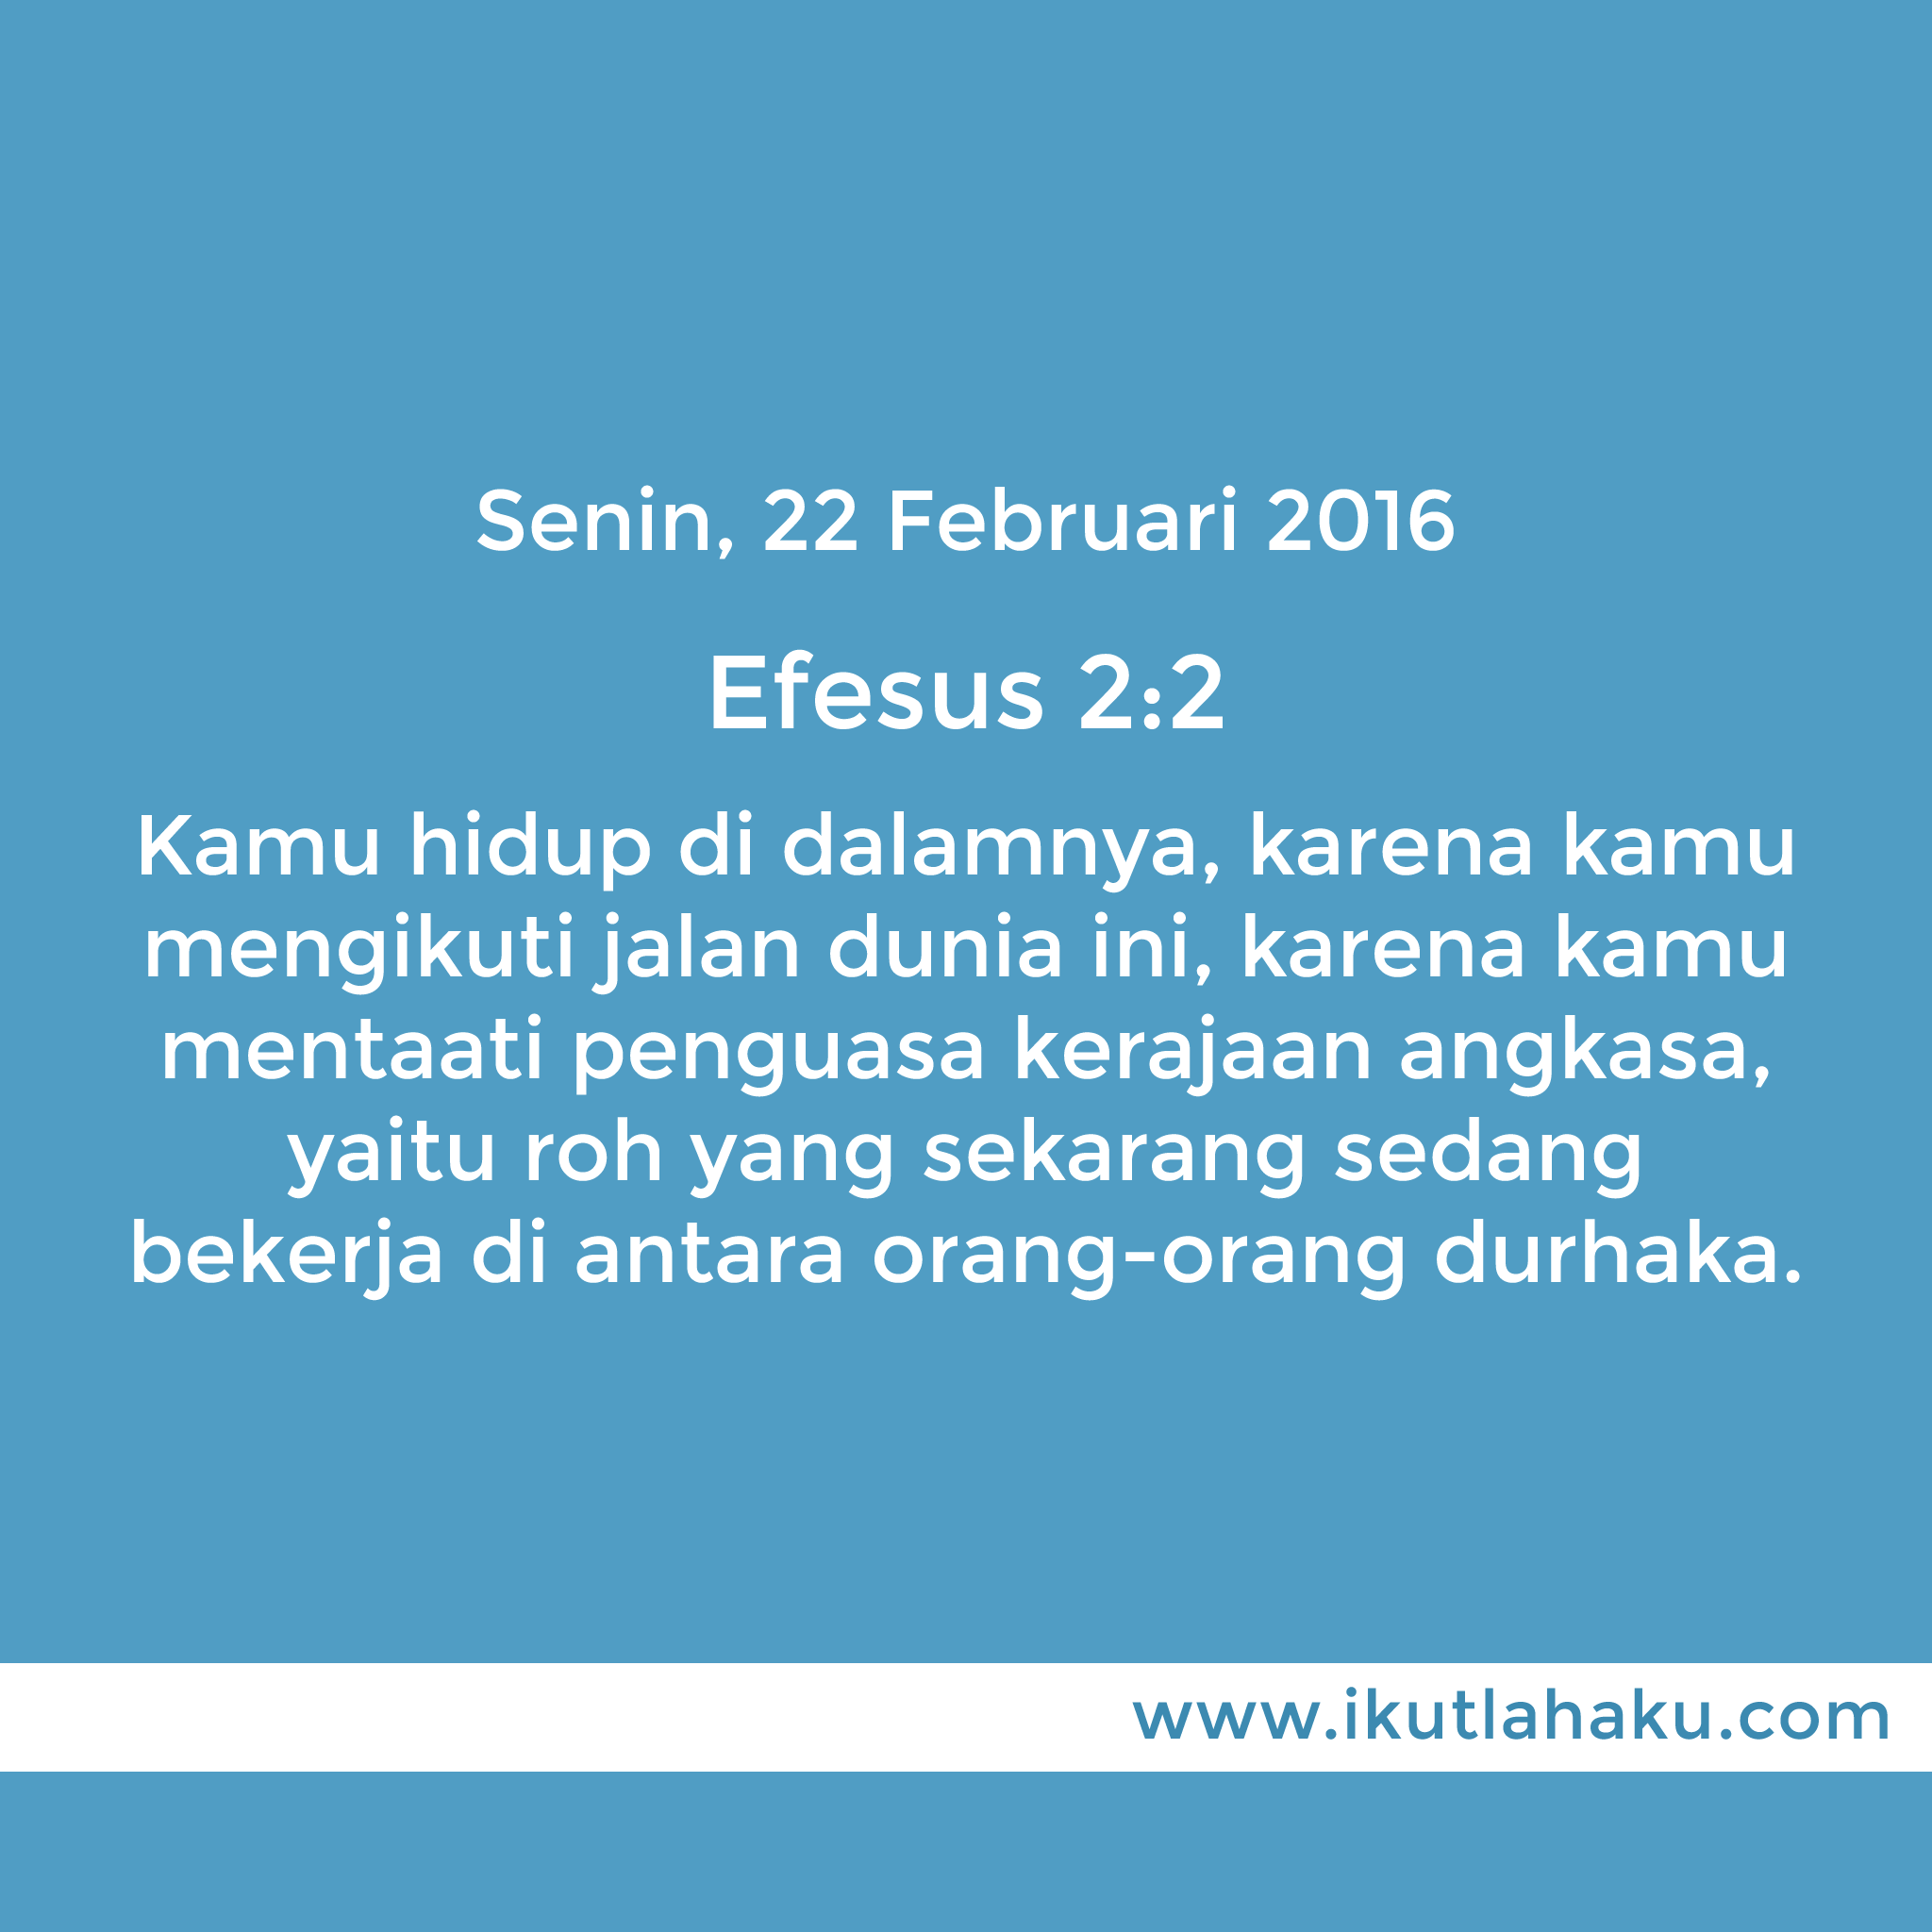 Senin, 22 Februari 2016
Efesus 2:2
Kamu hidup di dalamnya, karena kamu
mengikuti jalan dunia ini, karena kamu
mentaati penguasa kerajaan angkasa,
yaitu roh yang sekarang sedang
bekerja di antara orang-orang durhaka.
www.ikutlahaku.com